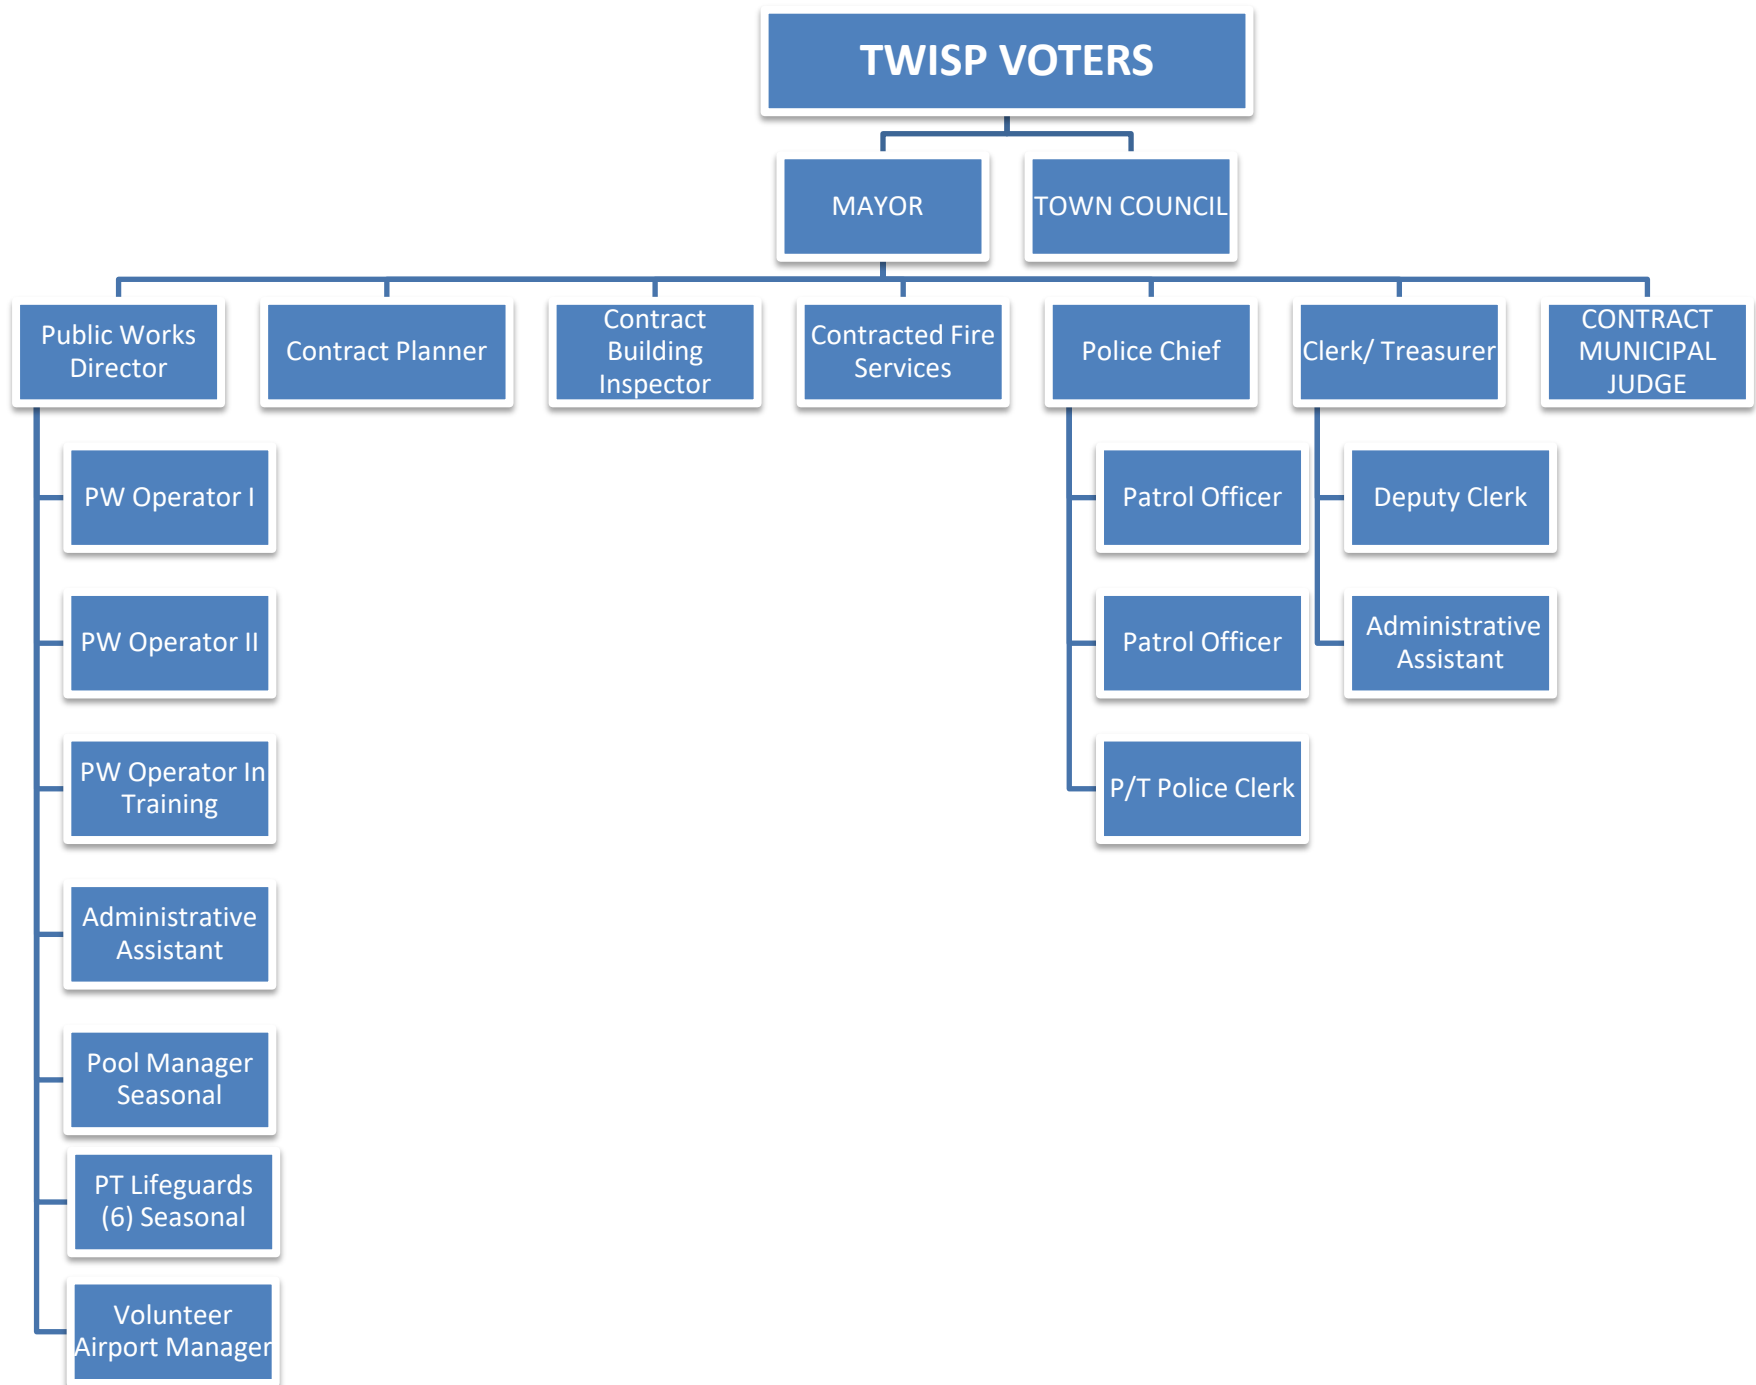 TWISP VOTERS
MAYOR
TOWN COUNCIL
Public Works
Director
Contract Planner
Contract
Building
Inspector
Contracted Fire
Services
Police Chief
Clerk/ Treasurer
CONTRACT
MUNICIPAL
JUDGE
PW Operator I
PW Operator II
PW Operator In
Training
Administrative
Assistant
Pool Manager
Seasonal
PT Lifeguards
(6) Seasonal
Volunteer
Airport Manager
Patrol Officer
Patrol Officer
P/T Police Clerk
Deputy Clerk
Administrative
Assistant